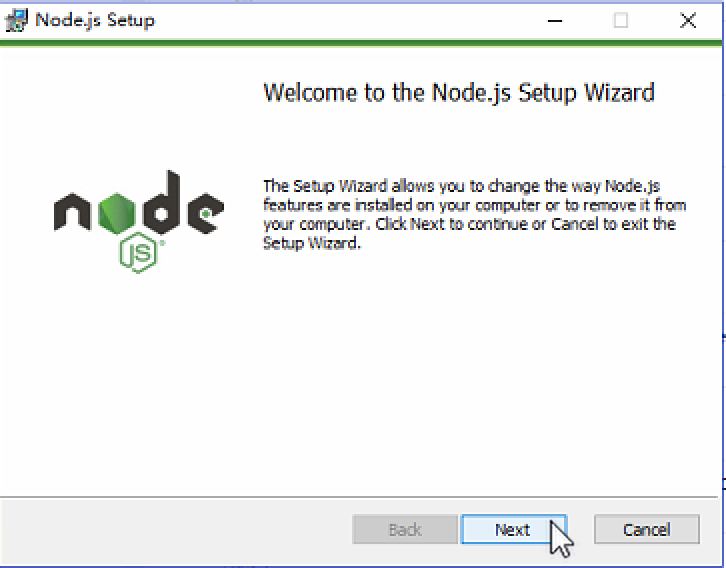 Node.js Setup
Welcome to the Node.js Setup Wizard
The Setup Wizard allows you to change the way Node.js
features are installed on your computer or to remove it from
your computer. Click Next to continue or Cancel to exit the
Setup Wizard.
node
JS
Back
Next
Cancel